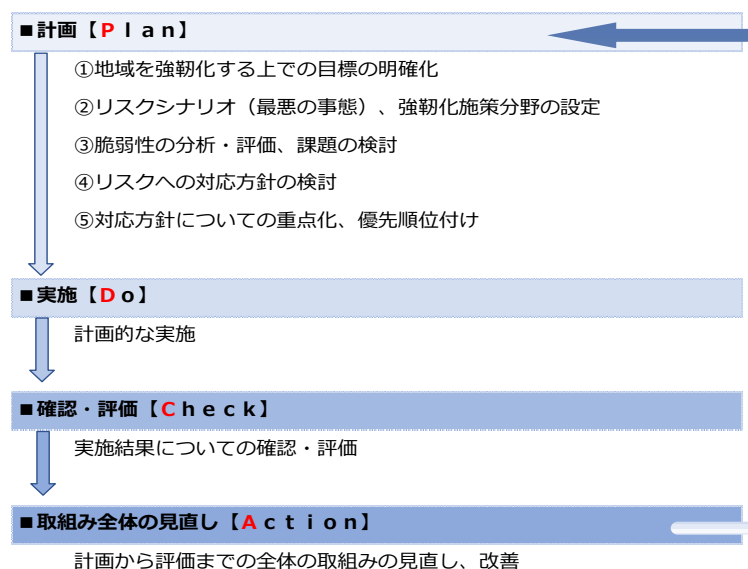 ■計画【Ｐｌａｎ】
①地域を強靭化する上での目標の明確化
②リスクシナリオ（最悪の事態）、強靭化施策分野の設定
③脆弱性の分析・評価、課題の検討
④リスクへの対応方針の検討
⑤対応方針についての重点化、優先順位付け
■実施【Ｄｏ】
計画的な実施
■確認・評価【Ｃｈｅｃｋ】
実施結果についての確認・評価
■取組み全体の見直し【Ａｃｔｉｏｎ】
計画から評価までの全体の取組みの見直し、改善